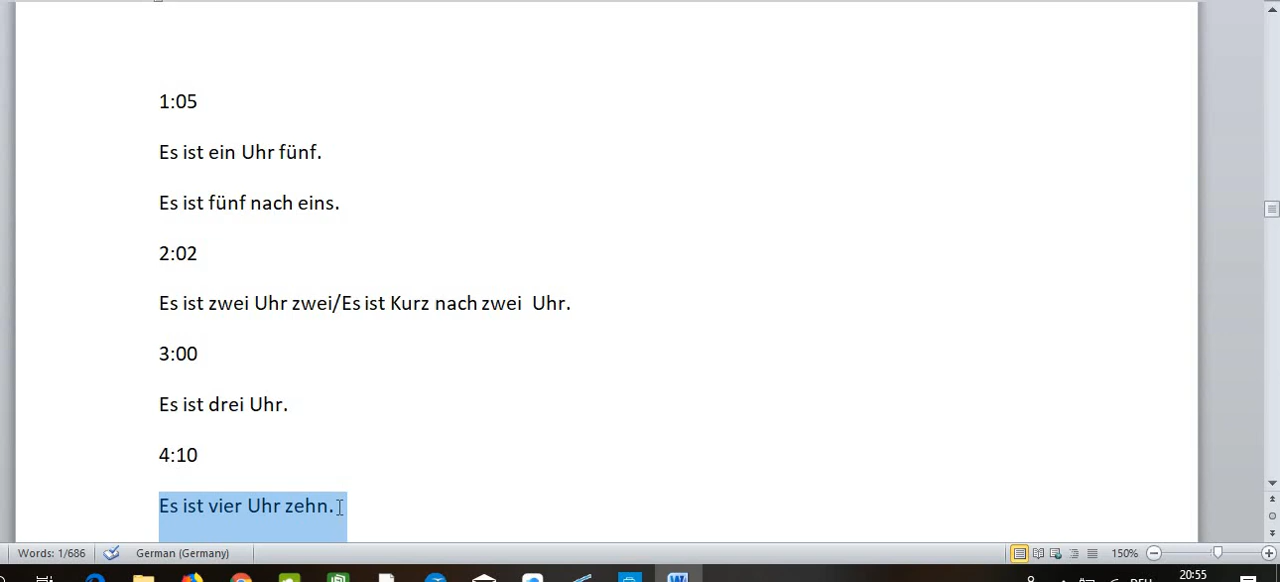 1:05
Es ist ein Uhr fünf.
Es ist fünf nach eins.
2:02
Es ist zwei Uhr zwei/Es ist Kurz nach zwei  Uhr.
3:00
Es ist drei Uhr.
4:10
Es ist vier Uhr zehn.
Words: 1/686 German (Germany) 150%
20:55